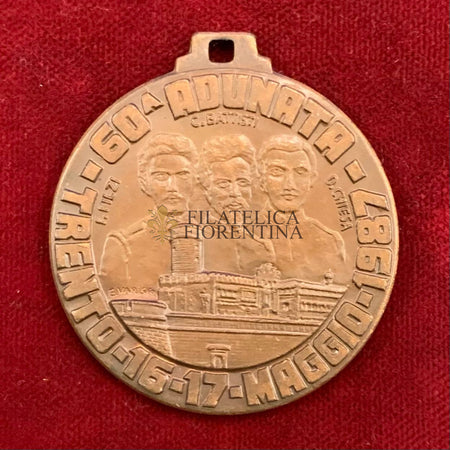 60ᴬ ADUNATA
TRENTO·16·17·MAGGIO·1987
C. BATTISTI
F. FILZI
D. CHIESA
FILATELICA
FIORENTINA